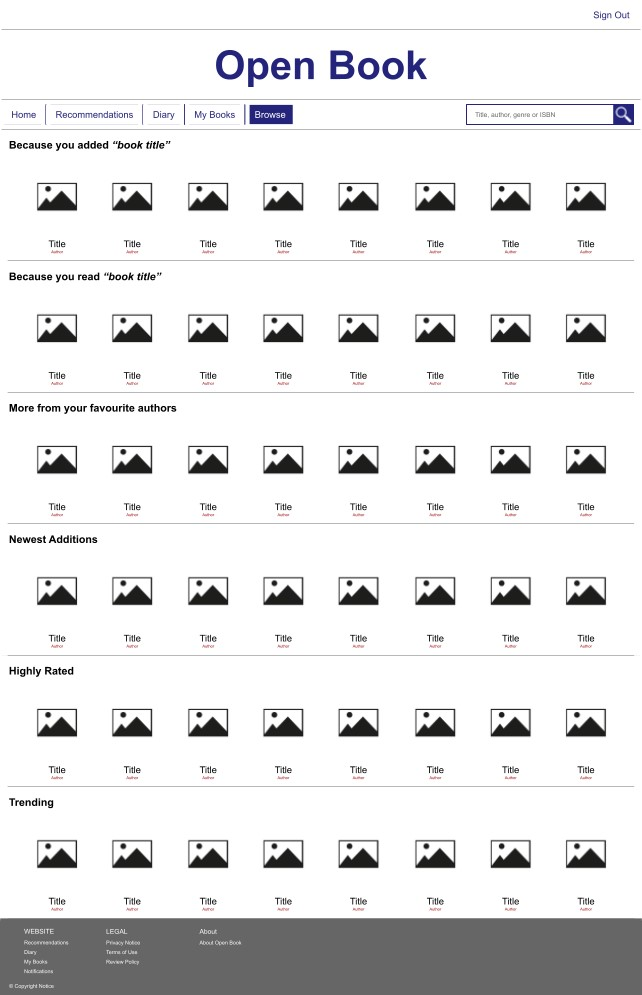 Sign Out
Open Book
Home Recommendations Diary My Books Browse Title, author, genre or ISBN
Because you added “book title”
Title Title Title Title Title Title Title Title
Author Author Author Author Author Author Author Author
Because you read “book title”
Title Title Title Title Title Title Title Title
Author Author Author Author Author Author Author Author
More from your favourite authors
Title Title Title Title Title Title Title Title
Author Author Author Author Author Author Author Author
Newest Additions
Title Title Title Title Title Title Title Title
Author Author Author Author Author Author Author Author
Highly Rated
Title Title Title Title Title Title Title Title
Author Author Author Author Author Author Author Author
Trending
Title Title Title Title Title Title Title Title
Author Author Author Author Author Author Author Author
WEBSITE LEGAL About
Recommendations Privacy Notice About Open Book
Diary Terms of Use
My Books Review Policy
Notifications
© Copyright Notice